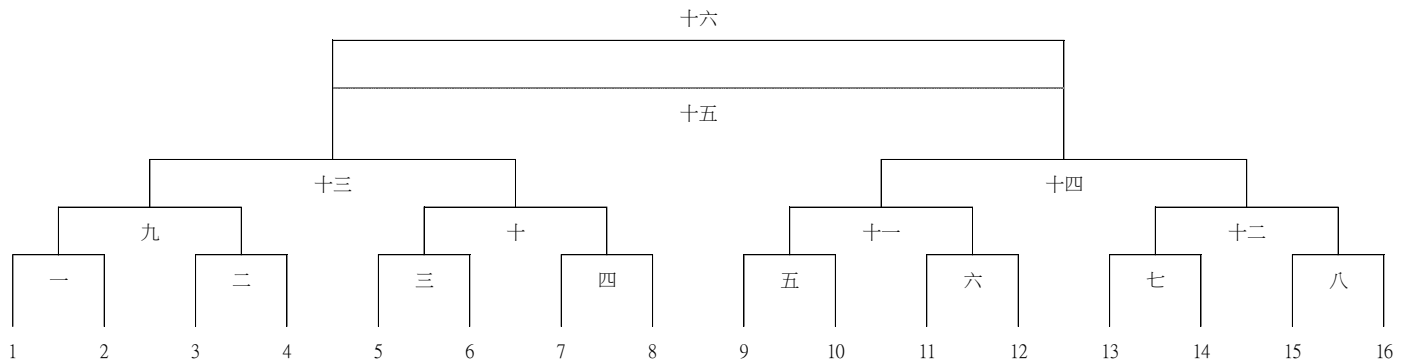 十六
十五
十三 十四
九 十 十一 十二
一 二 三 四 五 六 七 八
1 2 3 4 5 6 7 8 9 10 11 12 13 14 15 16